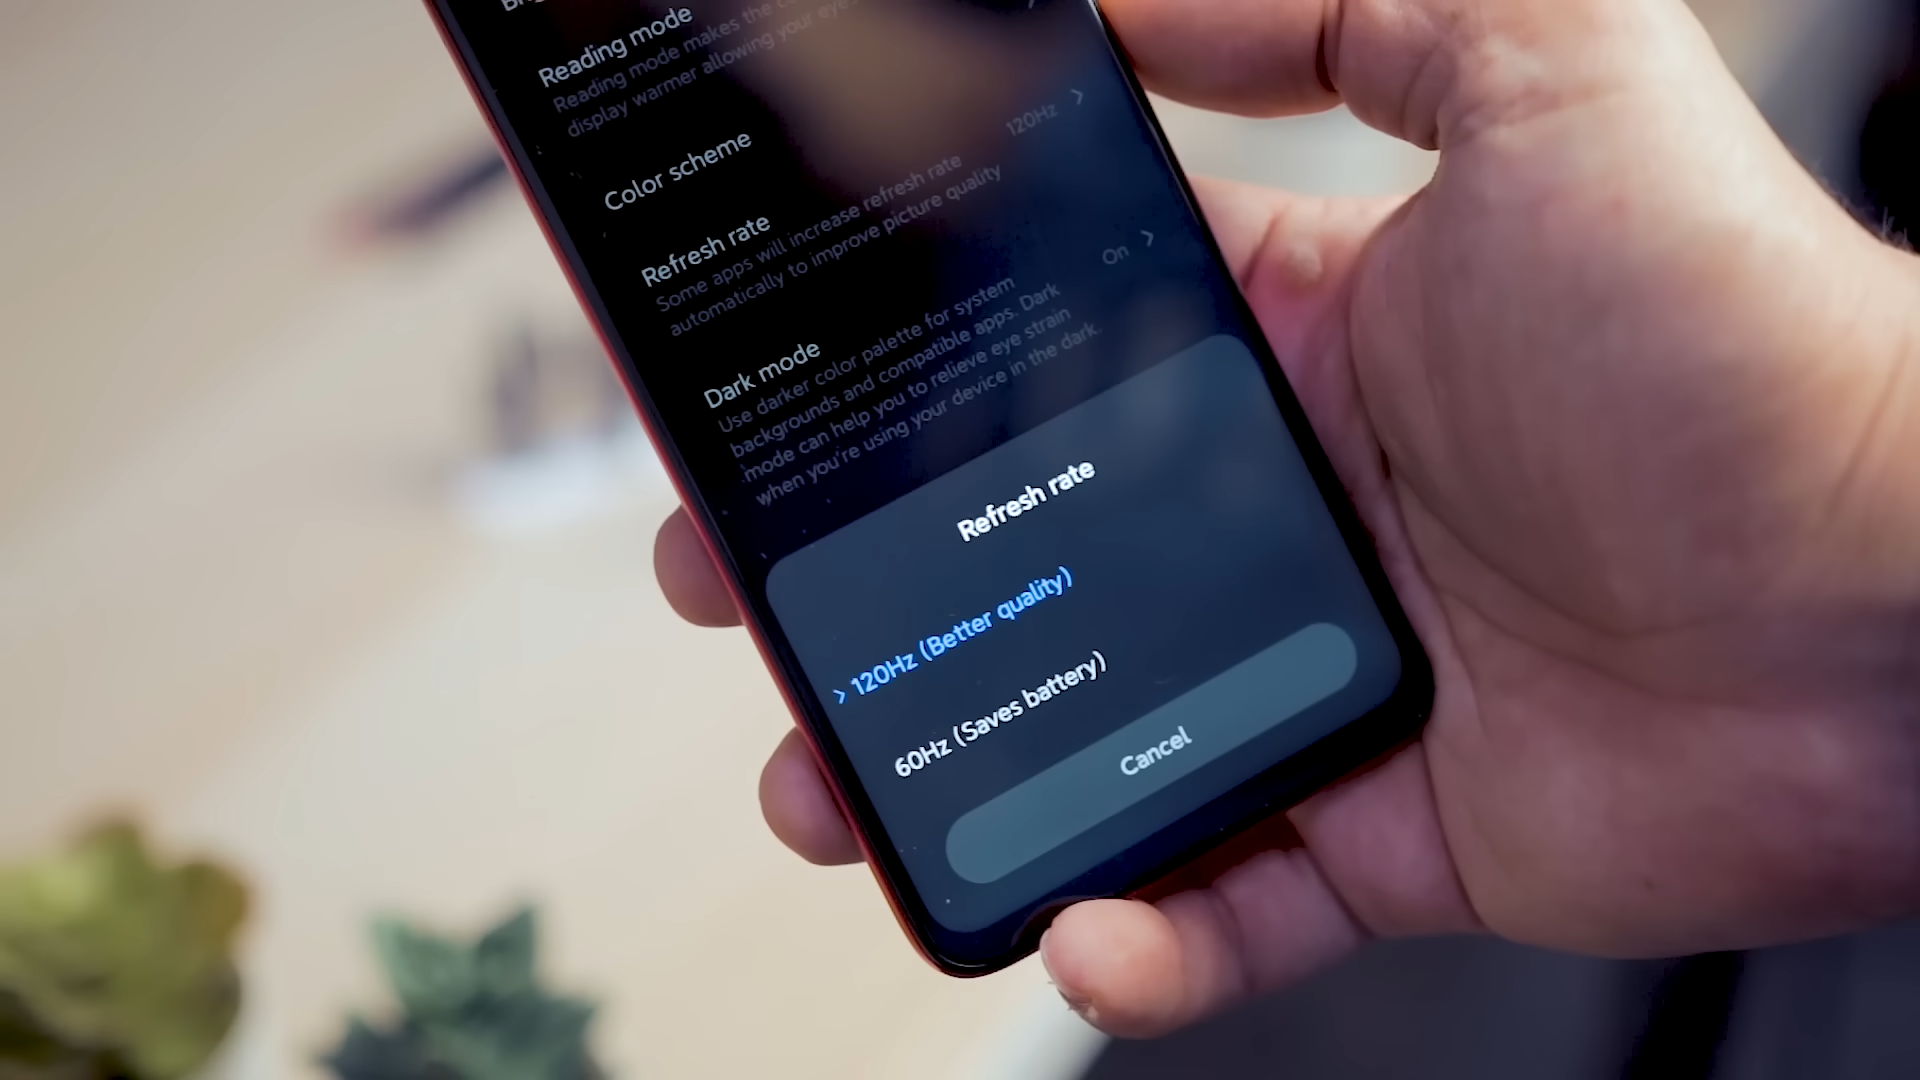 Reading mode
Reading mode makes the
display warmer allowing your eye
Color scheme
Refresh rate
Some apps will increase refresh rate
automatically to improve picture quality
120Hz >
Dark mode
Use darker color palette for system
backgrounds and compatible apps. Dark
mode can help you to relieve eye strain
when you're using your device in the dark.
On >
Refresh rate
> 120Hz (Better quality)
60Hz (Saves battery)
Cancel